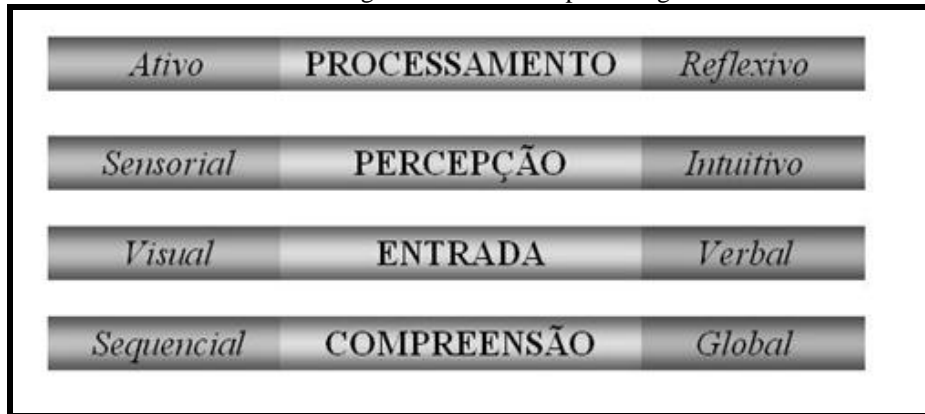 Ativo PROCESSAMENTO Reflexivo
Sensorial PERCEPÇÃO Intuitivo
Visual ENTRADA Verbal
Sequencial COMPREENSÃO Global